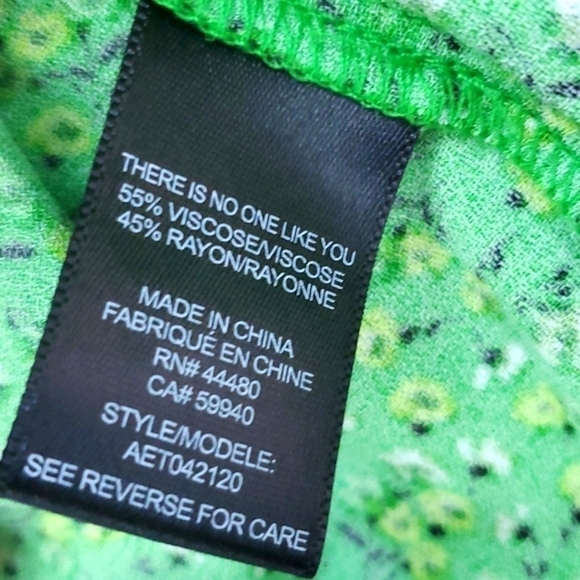 THERE IS NO ONE LIKE YOU
55% VISCOSE/VISCOSE
45% RAYON/RAYONNE
MADE IN CHINA
FABRIQUÉ EN CHINE
RN# 44480
CA# 59940
STYLE/MODELE:
AET042120
SEE REVERSE FOR CARE